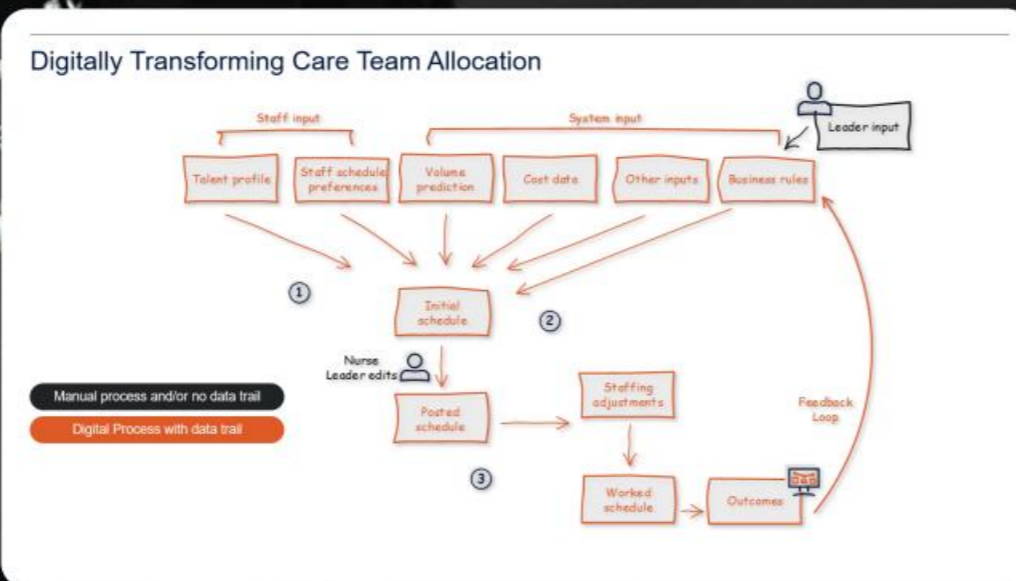 Digitally Transforming Care Team Allocation
Staff input
System input
Leader input
Talent profile
Staff schedule
preferences
Volume
prediction
Cost data
Other inputs
Business rules
1
Initial
schedule
2
Nurse
Leader edits
Manual process and/or no data trail
Digital Process with data trail
Posted
schedule
Staffing
adjustments
Feedback
Loop
3
Worked
schedule
Outcomes